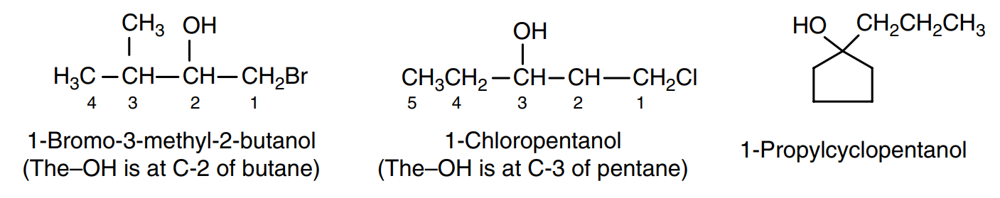 CH₃ OH
H₃C–CH–CH–CH₂Br
4 3 2 1
1-Bromo-3-methyl-2-butanol
(The–OH is at C-2 of butane)
OH
CH₃CH₂–CH–CH–CH₂Cl
5 4 3 2 1
1-Chloropentanol
(The–OH is at C-3 of pentane)
HO CH₂CH₂CH₃
1-Propylcyclopentanol